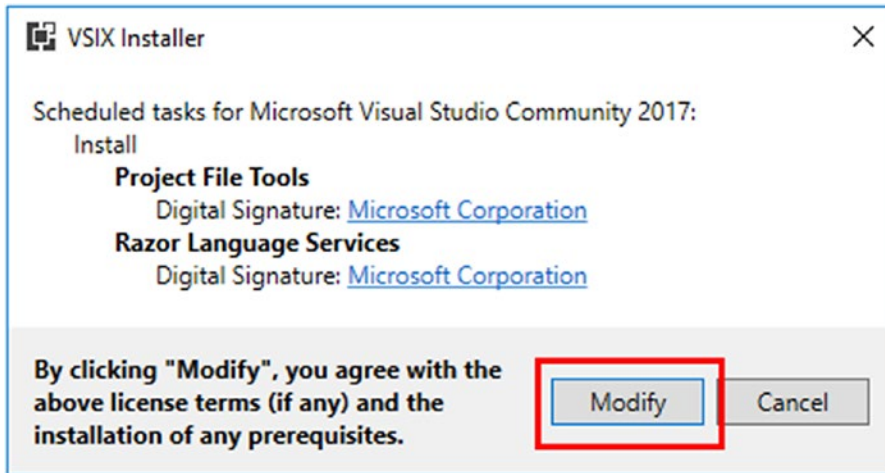 VSIX Installer
Scheduled tasks for Microsoft Visual Studio Community 2017:
Install
Project File Tools
Digital Signature: Microsoft Corporation
Razor Language Services
Digital Signature: Microsoft Corporation
By clicking "Modify", you agree with the
above license terms (if any) and the
installation of any prerequisites.
Modify
Cancel